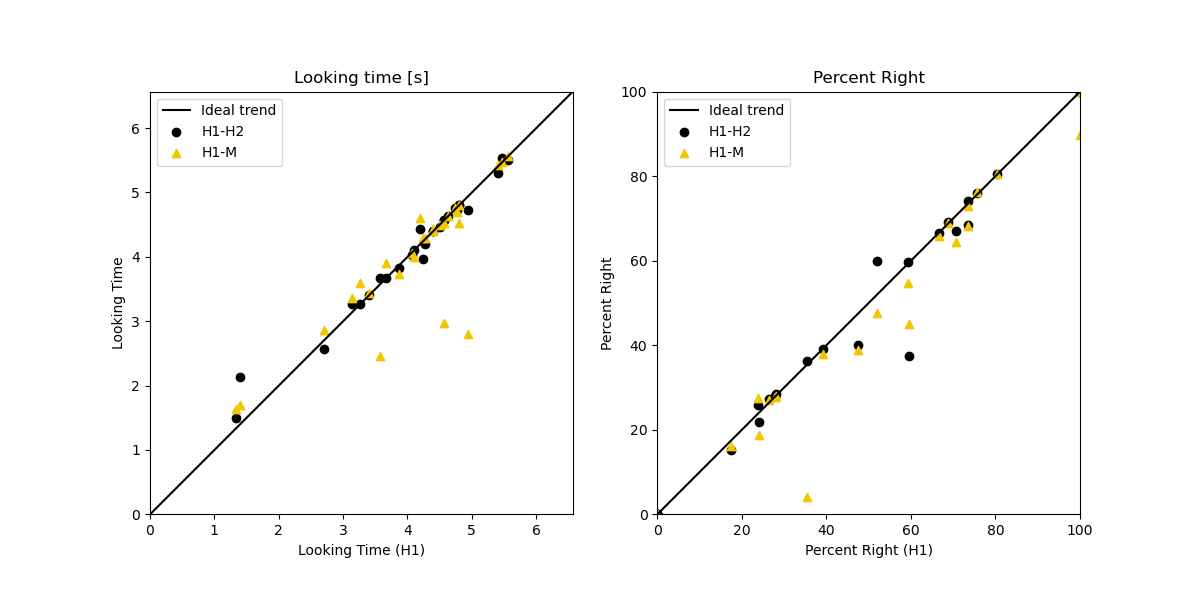 Looking time [s]
Ideal trend
H1-H2
H1-M
Looking Time
6
5
4
3
2
1
0
0 1 2 3 4 5 6
Looking Time (H1)
Percent Right
Ideal trend
H1-H2
H1-M
Percent Right
100
80
60
40
20
0
0 20 40 60 80 100
Percent Right (H1)